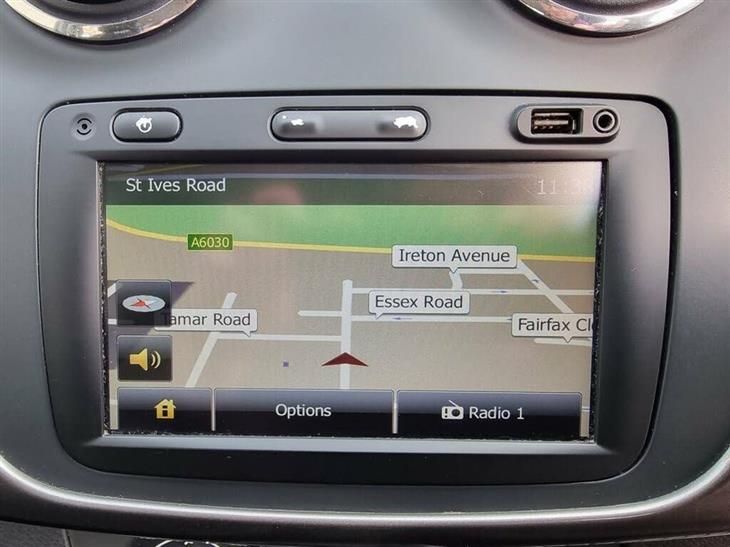 St Ives Road
A6030
Ireton Avenue
Essex Road
Tamar Road
Fairfax Cl
Options
Radio 1